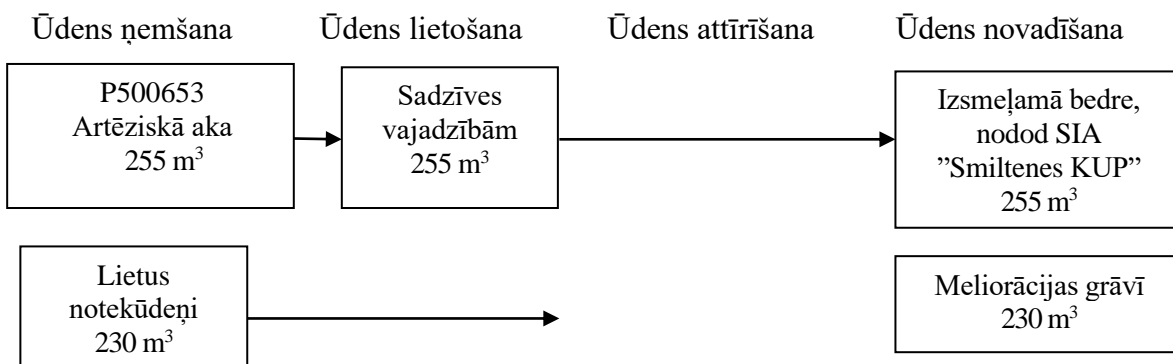 Ūdens ņemšana
Ūdens lietošana
Ūdens attīrīšana
Ūdens novadīšana
P500653
Artēziskā aka
255 m³
Sadzīves
vajadzībām
255 m³
Izsmeļamā bedre,
nodod SIA
”Smiltenes KUP”
255 m³
Lietus
notekūdeņi
230 m³
Meliorācijas grāvī
230 m³